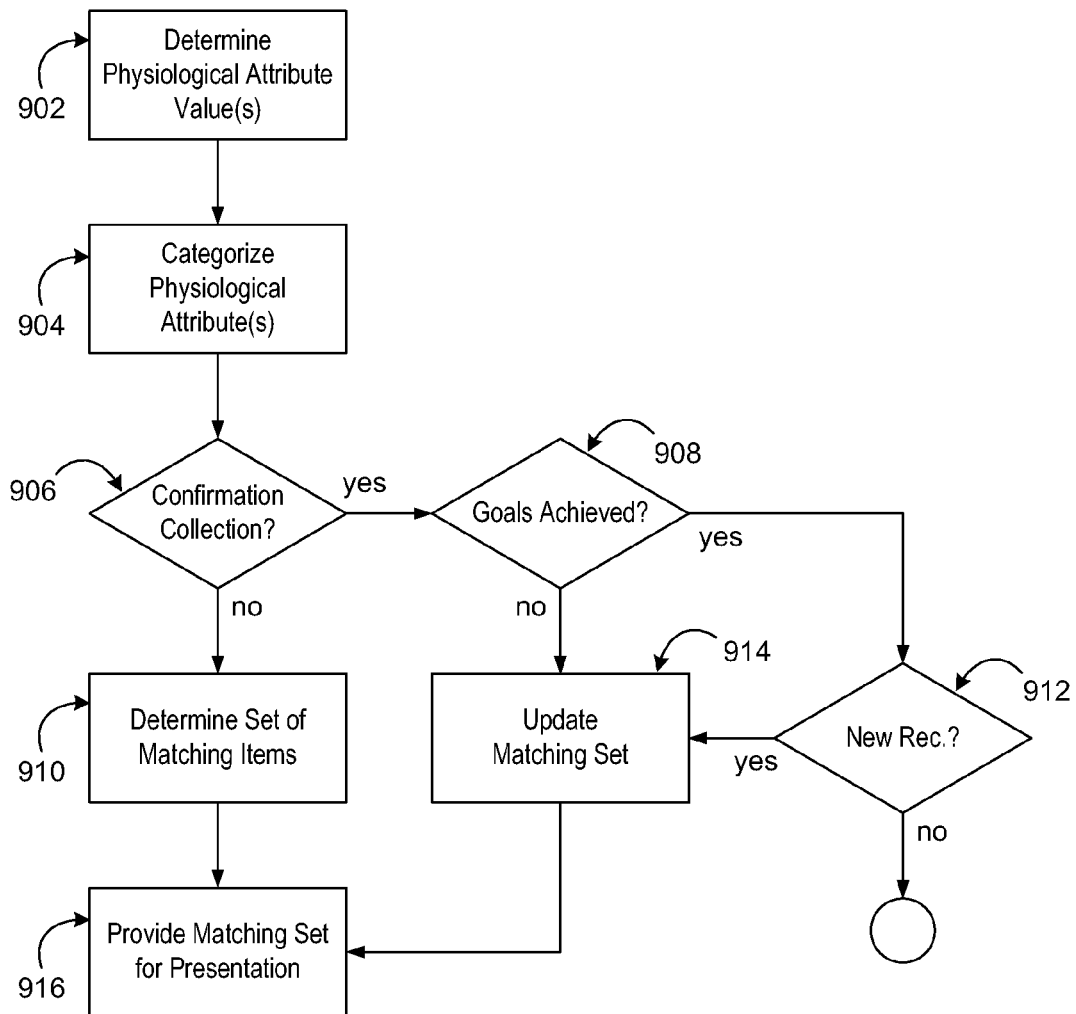 Determine
Physiological Attribute
Value(s)
902
Categorize
Physiological
Attribute(s)
904
906
Confirmation
Collection?
yes
no
908
Goals Achieved?
yes
no
910
Determine Set of
Matching Items
914
Update
Matching Set
912
New Rec.?
yes
no
916
Provide Matching Set
for Presentation